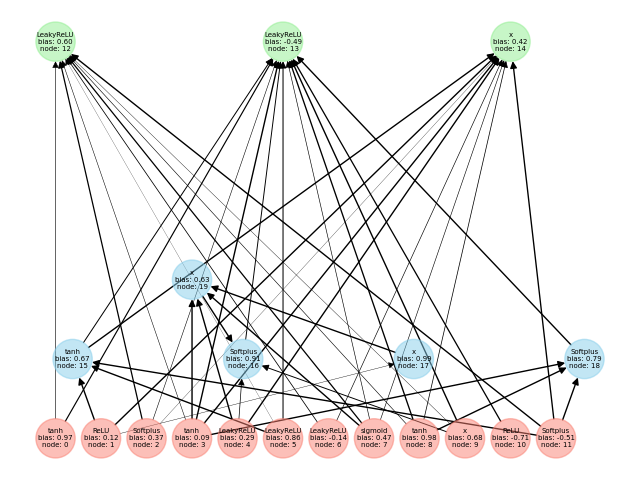 LeakyReLU
bias: 0.60
node: 12
LeakyReLU
bias: -0.49
node: 13
x
bias: 0.42
node: 14
x
bias: 0.63
node: 19
tanh
bias: 0.67
node: 15
Softplus
bias: 0.91
node: 16
x
bias: 0.99
node: 17
Softplus
bias: 0.79
node: 18
tanh
bias: 0.97
node: 0
ReLU
bias: 0.12
node: 1
Softplus
bias: 0.37
node: 2
tanh
bias: 0.09
node: 3
LeakyReLU
bias: 0.29
node: 4
LeakyReLU
bias: 0.86
node: 5
LeakyReLU
bias: -0.14
node: 6
sigmoid
bias: 0.47
node: 7
tanh
bias: 0.98
node: 8
x
bias: 0.68
node: 9
ReLU
bias: -0.71
node: 10
Softplus
bias: -0.51
node: 11